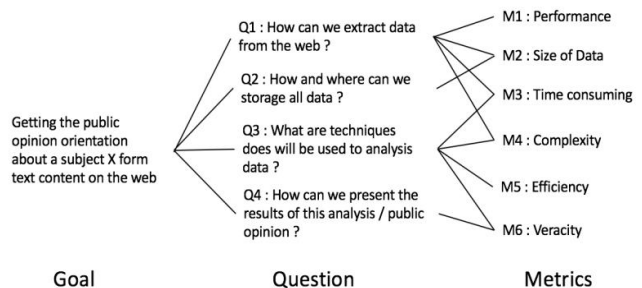 Getting the public
opinion orientation
about a subject X form
text content on the web
Q1 : How can we extract data
from the web ?
Q2 : How and where can we
storage all data ?
Q3 : What are techniques
does will be used to analysis
data ?
Q4 : How can we present the
results of this analysis / public
opinion ?
M1 : Performance
M2 : Size of Data
M3 : Time consuming
M4 : Complexity
M5 : Efficiency
M6 : Veracity
Goal
Question
Metrics